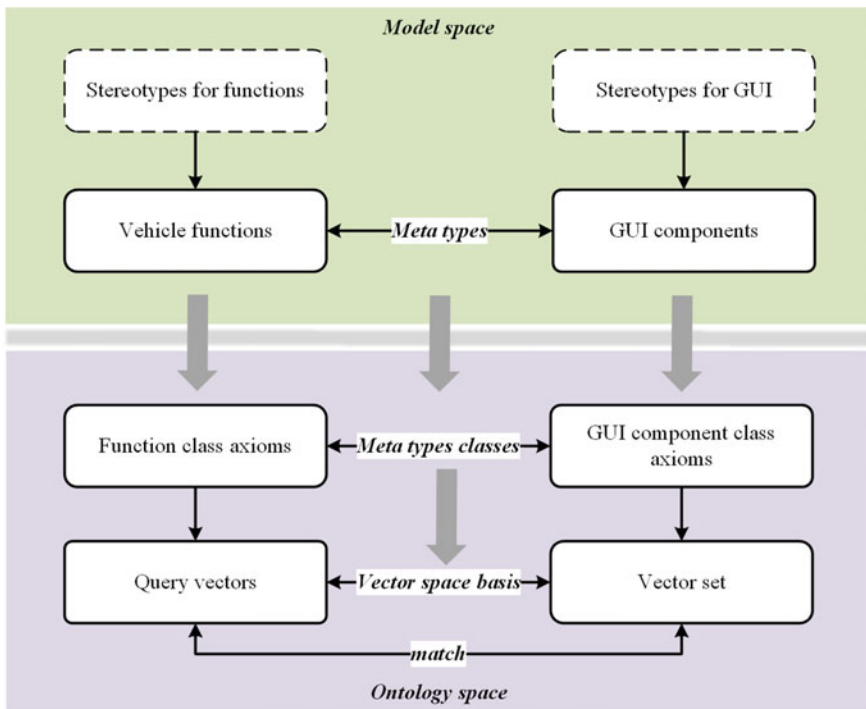 Model space
Stereotypes for functions
Stereotypes for GUI
Vehicle functions
Meta types
GUI components
Function class axioms
Meta types classes
GUI component class
axioms
Query vectors
Vector space basis
Vector set
match
Ontology space